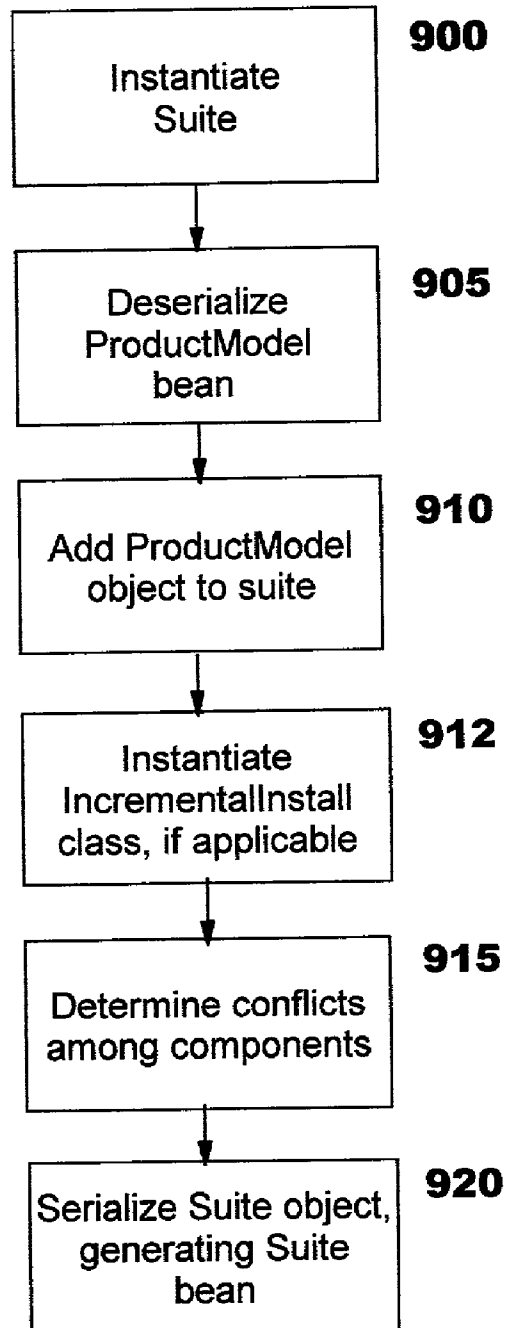 900
Instantiate
Suite
905
Deserialize
ProductModel
bean
910
Add ProductModel
object to suite
912
Instantiate
IncrementalInstall
class, if applicable
915
Determine conflicts
among components
920
Serialize Suite object,
generating Suite
bean